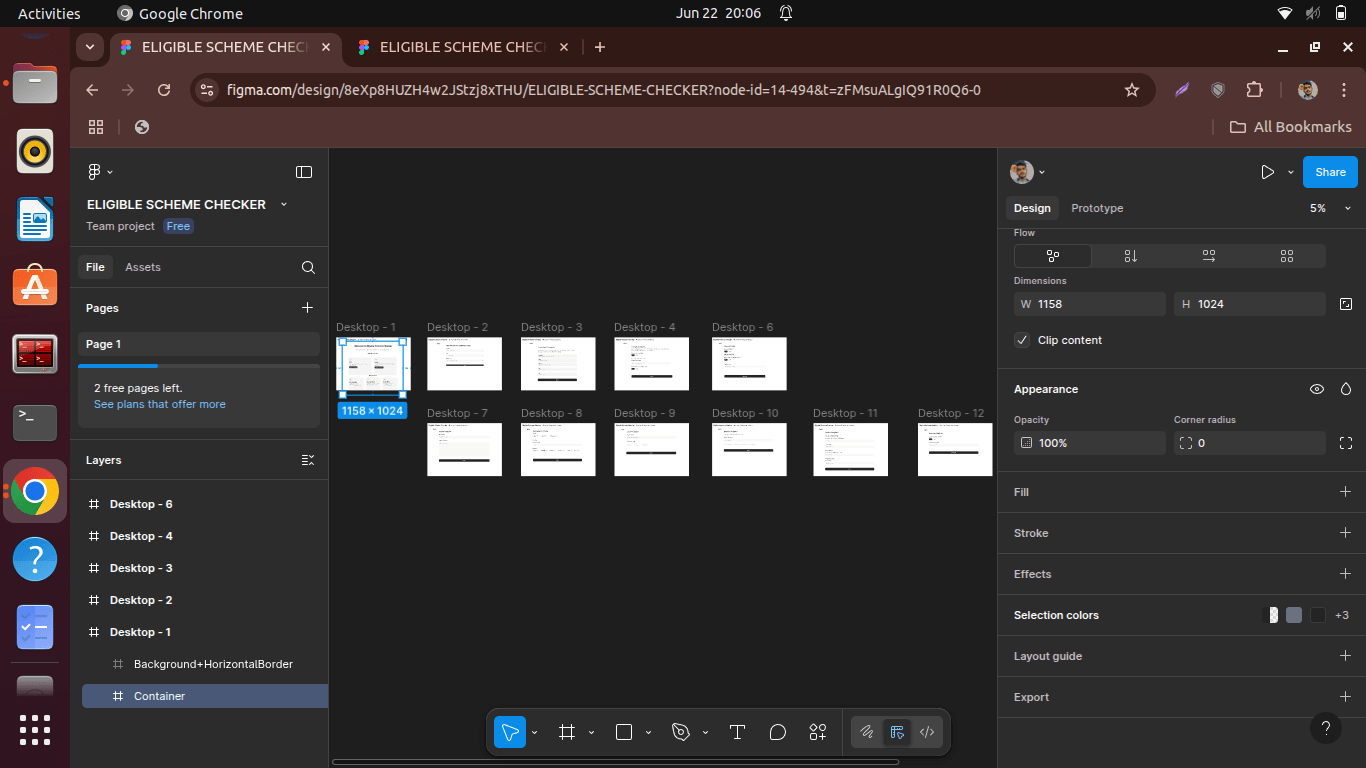 Activities
Google Chrome
Jun 22 20:06
ELIGIBLE SCHEME CHEC
ELIGIBLE SCHEME CHEC
figma.com/design/8eXp8HUZH4w2JStzj8xTHU/ELIGIBLE-SCHEME-CHECKER?node-id=14-494&t=zFMsuALgIQ91R0Q6-0
All Bookmarks
ELIGIBLE SCHEME CHECKER
Team project Free
File Assets
Pages
Page 1
2 free pages left.
See plans that offer more
Layers
Desktop - 6
Desktop - 4
Desktop - 3
Desktop - 2
Desktop - 1
Background+HorizontalBorder
Container
Desktop - 1 Desktop - 2 Desktop - 3 Desktop - 4 Desktop - 6
1158 × 1024
Desktop - 7 Desktop - 8 Desktop - 9 Desktop - 10 Desktop - 11 Desktop - 12
Share
Design Prototype 5%
Flow
Dimensions
W 1158 H 1024
Clip content
Appearance
Opacity Corner radius
100% 0
Fill
Stroke
Effects
Selection colors +3
Layout guide
Export
?